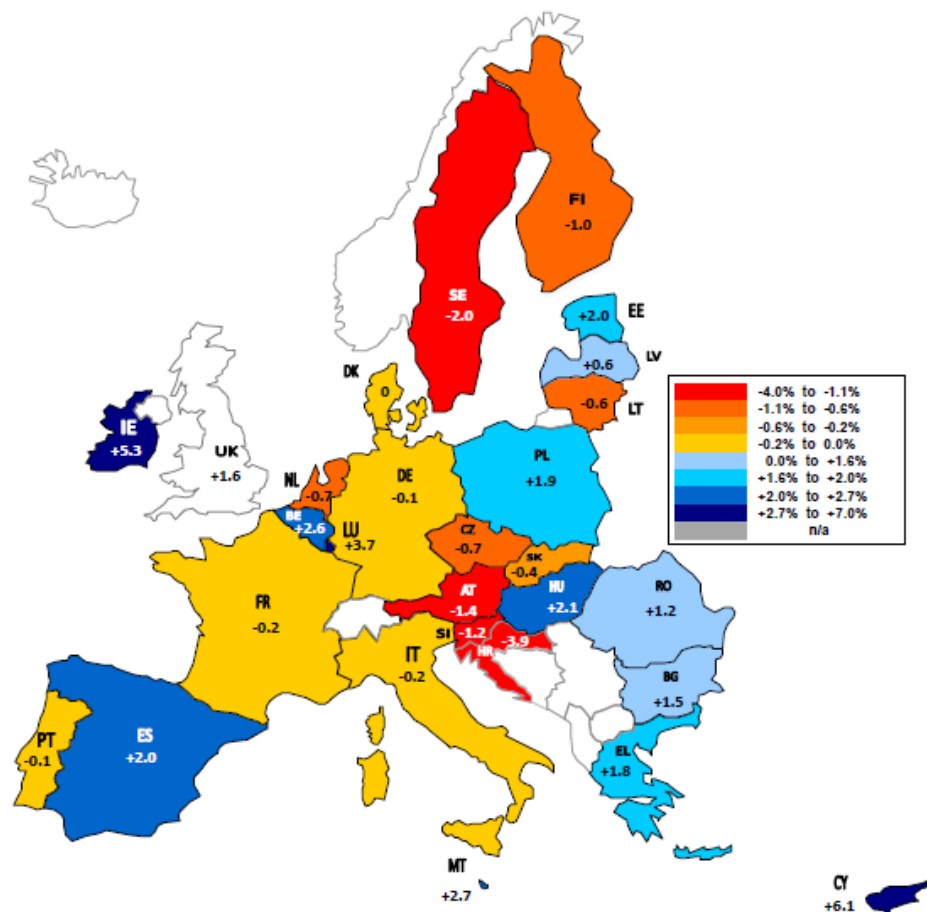 FI
-1.0
SE
-2.0
+2.0
EE
+0.6
LV
-0.6
LT
DK
0
IE
+5.3
UK
+1.6
NL
-0.7
DE
-0.1
PL
+1.9
BE
+2.6
LU
+3.7
CZ
-0.7
SK
-0.4
FR
-0.2
AT
-1.4
HU
+2.1
RO
+1.2
SI
-1.2
-3.9
HR
IT
-0.2
BG
+1.5
PT
-0.1
ES
+2.0
EL
+1.8
MT
+2.7
CY
+6.1
-4.0% to -1.1%
-1.1% to -0.6%
-0.6% to -0.2%
-0.2% to 0.0%
0.0% to +1.6%
+1.6% to +2.0%
+2.0% to +2.7%
+2.7% to +7.0%
n/a